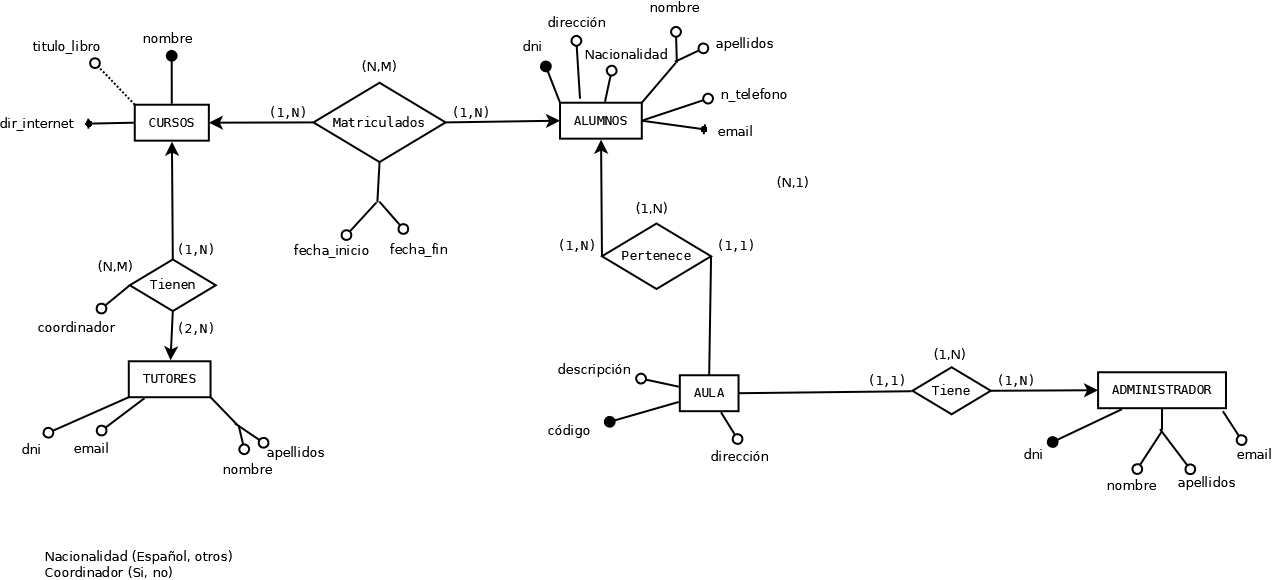 nombre
dirección
titulo_libro
nombre
dni
apellidos
Nacionalidad
(N,M)
n_telefono
(1,N)
(1,N)
dir_internet
CURSOS
Matriculados
ALUMNOS
email
(N,1)
(1,N)
fecha_inicio
fecha_fin
(1,N)
(1,N)
(1,1)
Pertenece
(N,M)
Tienen
coordinador
(2,N)
(1,N)
descripción
TUTORES
(1,1)
(1,N)
AULA
Tiene
ADMINISTRADOR
código
dni
email
apellidos
nombre
dirección
dni
email
nombre
apellidos
Nacionalidad (Español, otros)
Coordinador (Si, no)